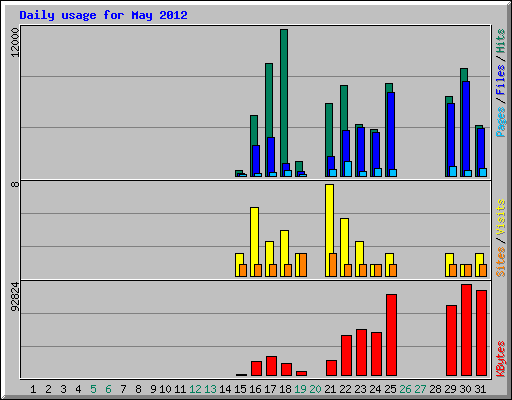 Daily usage for May 2012
12000
Pages/Files/Hits
8
Sites/Visits
92824
KBytes
1 2 3 4 5 6 7 8 9 10 11 12 13 14 15 16 17 18 19 20 21 22 23 24 25 26 27 28 29 30 31